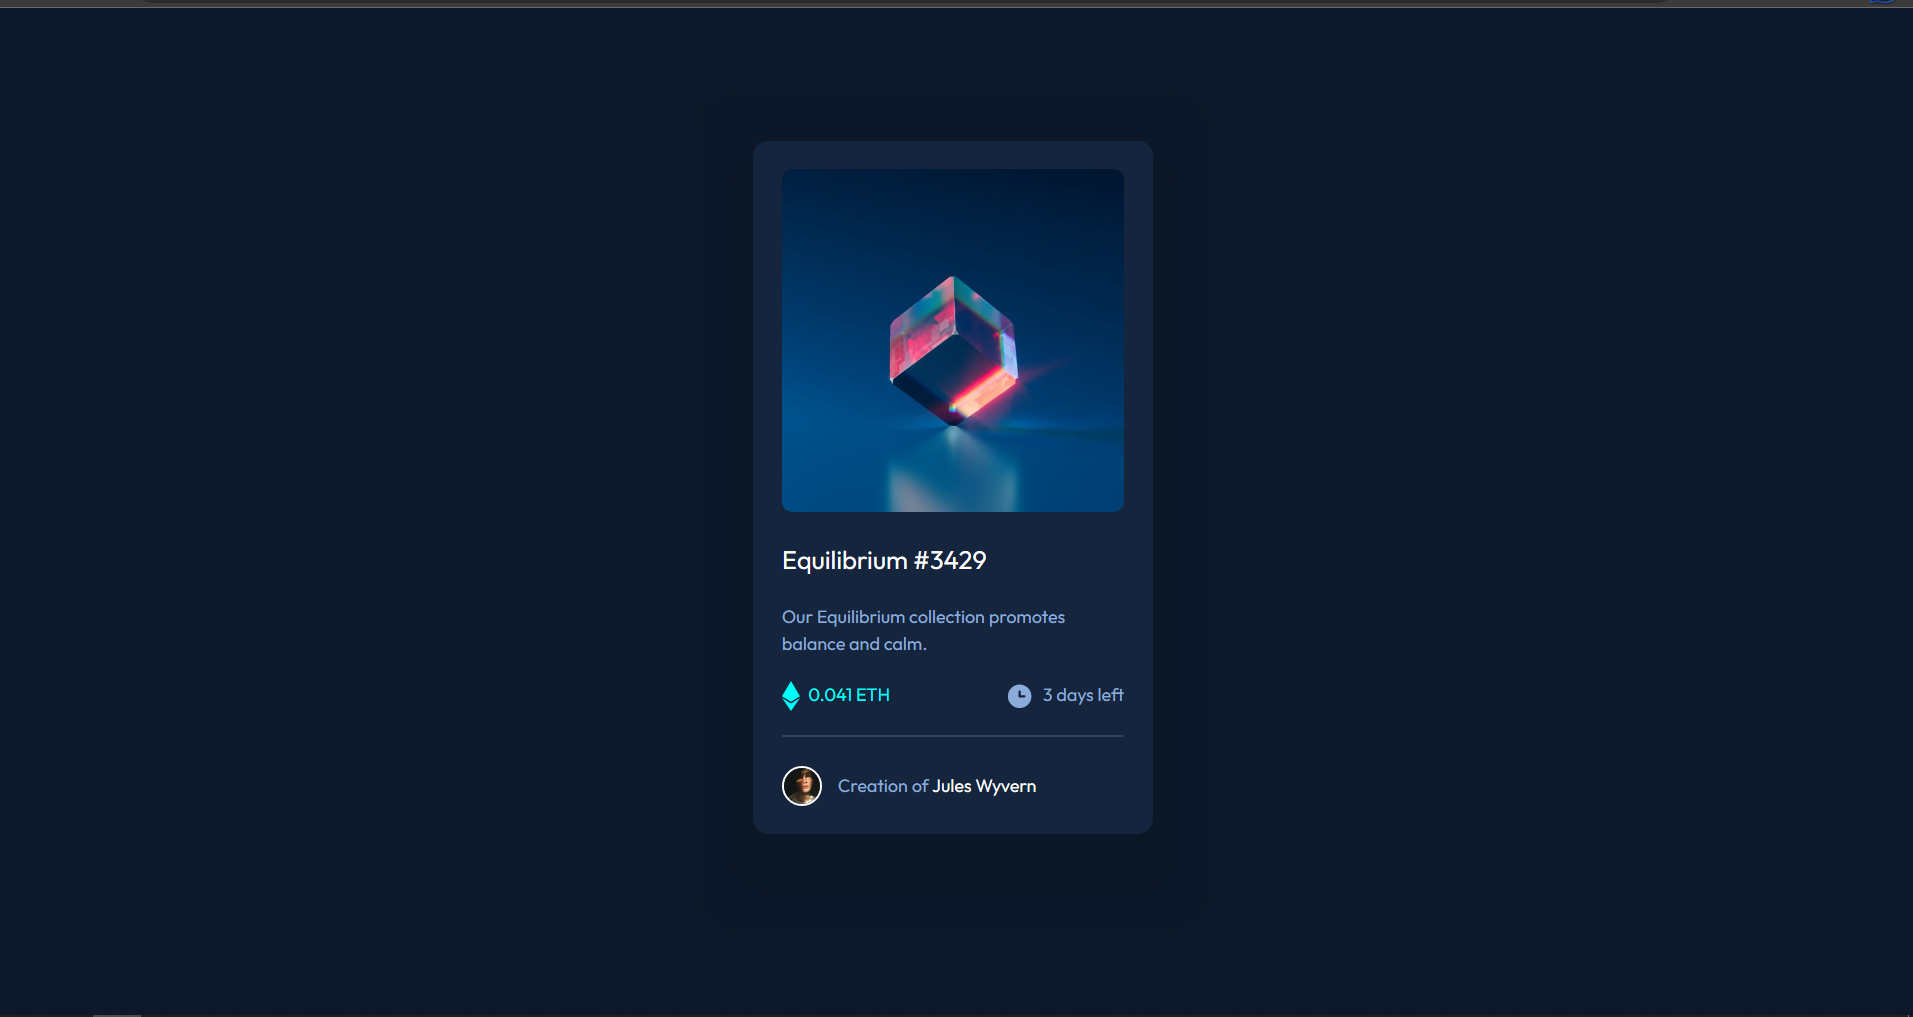 Equilibrium #3429
Our Equilibrium collection promotes
balance and calm.
0.041 ETH
3 days left
Creation of Jules Wyvern